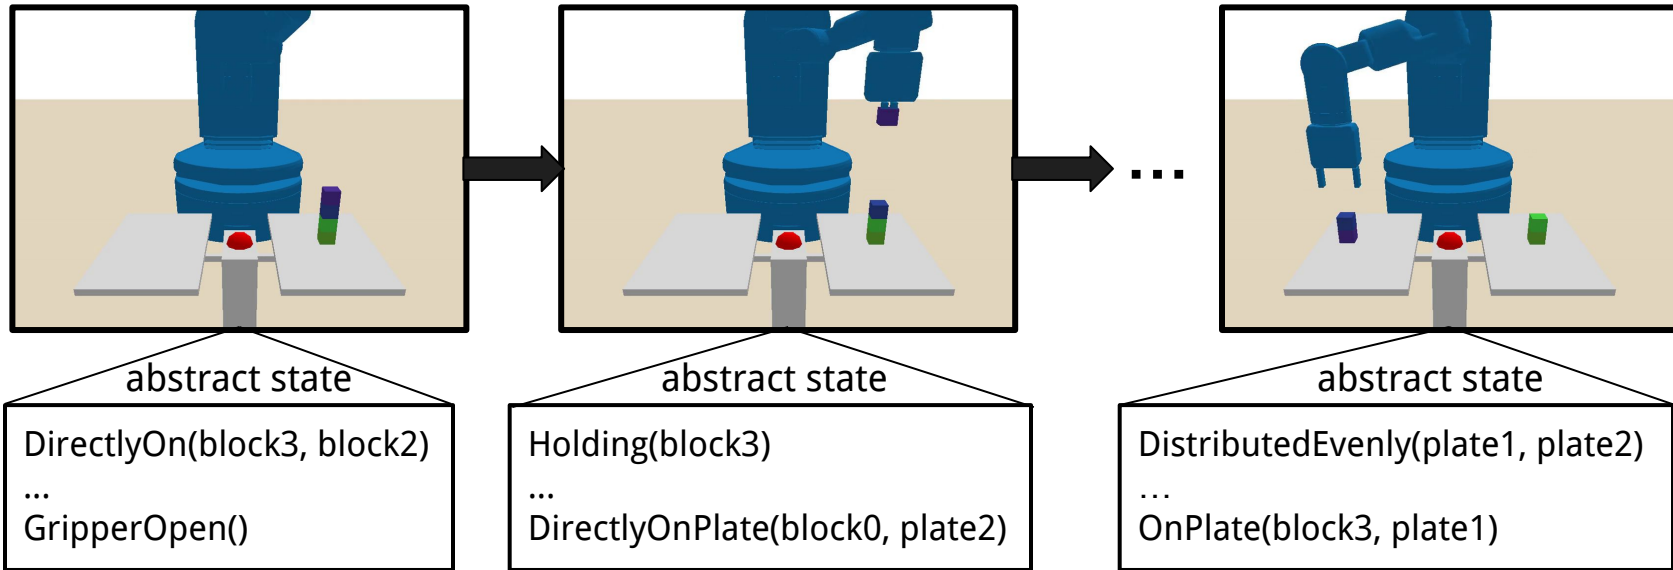 ...
abstract state
DirectlyOn(block3, block2)
...
GripperOpen()
abstract state
Holding(block3)
...
DirectlyOnPlate(block0, plate2)
abstract state
DistributedEvenly(plate1, plate2)
...
OnPlate(block3, plate1)